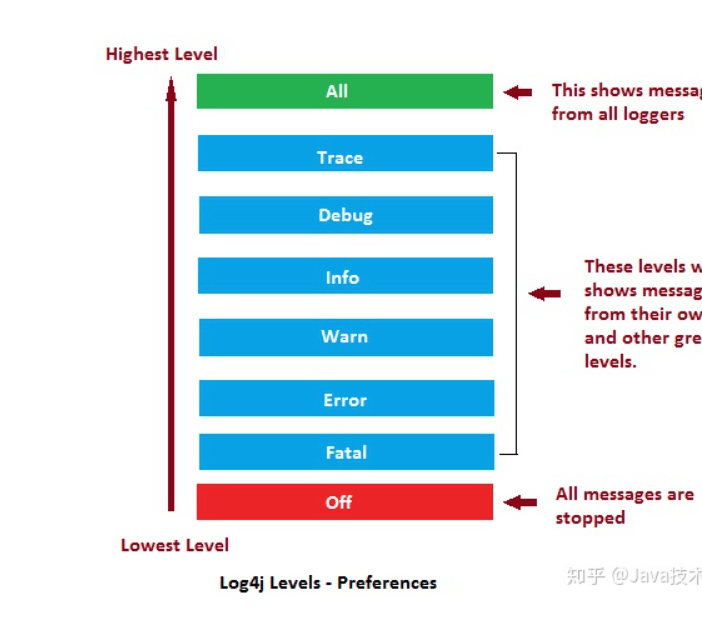 Highest Level
All
This shows messag
from all loggers
Trace
Debug
Info
Warn
Error
Fatal
These levels w
shows messag
from their ow
and other gre
levels.
Off
All messages are
stopped
Lowest Level
Log4j Levels - Preferences
知乎 @Java技术